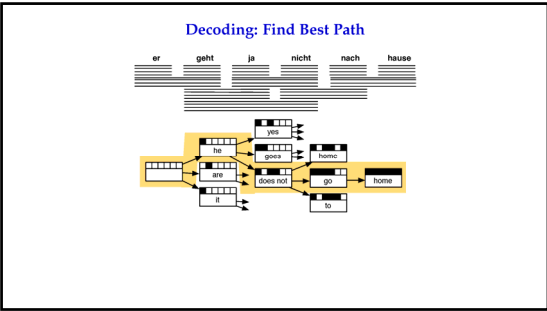 Decoding: Find Best Path
er geht ja nicht nach hause
yes
he goes home
are does not go home
it to